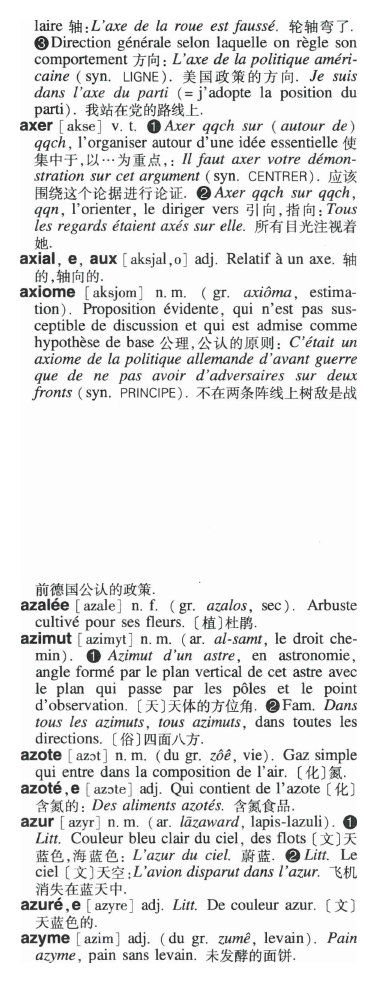 laire 轴:L'axe de la roue est faussé. 轮轴弯了.
❸Direction générale selon laquelle on règle son
comportement 方向: L'axe de la politique améri-
caine (syn. LIGNE). 美国政策的方向. Je suis
dans l'axe du parti (= j'adopte la position du
parti). 我站在党的路线上.
axer [akse] v. t. ❶ Axer qqch sur (autour de)
qqch, l'organiser autour d'une idée essentielle 使
集中于,以…为重点,: Il faut axer votre démon-
stration sur cet argument (syn. CENTRER). 应该
围绕这个论据进行论证. ❷ Axer qqch sur qqch,
qqn, l'orienter, le diriger vers 引向,指向:Tous
les regards étaient axés sur elle. 所有目光注视着
她.
axial, e, aux [aksjal,o] adj. Relatif à un axe. 轴
的,轴向的.
axiome [aksjom] n. m. ( gr. axiôma, estima-
tion). Proposition évidente, qui n'est pas sus-
ceptible de discussion et qui est admise comme
hypothèse de base 公理,公认的原则: C'était un
axiome de la politique allemande d'avant guerre
que de ne pas avoir d'adversaires sur deux
fronts (syn. PRINCIPE). 不在两条阵线上树敌是战
前德国公认的政策.
azalée [azale] n. f. (gr. azalos, sec). Arbuste
cultivé pour ses fleurs. 〔植〕杜鹃.
azimut [azimyt] n. m. (ar. al-samt, le droit che-
min). ❶ Azimut d'un astre, en astronomie,
angle formé par le plan vertical de cet astre avec
le plan qui passe par les pôles et le point
d'observation. 〔天〕天体的方位角. ❷Fam. Dans
tous les azimuts, tous azimuts, dans toutes les
directions. 〔俗〕四面八方.
azote [azɔt] n. m. (du gr. zôê, vie). Gaz simple
qui entre dans la composition de l'air. 〔化〕氮.
azoté,e [azɔte] adj. Qui contient de l'azote 〔化〕
含氮的: Des aliments azotés. 含氮食品.
azur [azyr] n. m. (ar. lāzaward, lapis-lazuli). ❶
Litt. Couleur bleu clair du ciel, des flots 〔文〕天
蓝色,海蓝色: L'azur du ciel. 蔚蓝. ❷ Litt. Le
ciel 〔文〕天空:L'avion disparut dans l'azur. 飞机
消失在蓝天中.
azuré,e [azyre] adj. Litt. De couleur azur. 〔文〕
天蓝色的.
azyme [azim] adj. (du gr. zumê, levain). Pain
azyme, pain sans levain. 未发酵的面饼.